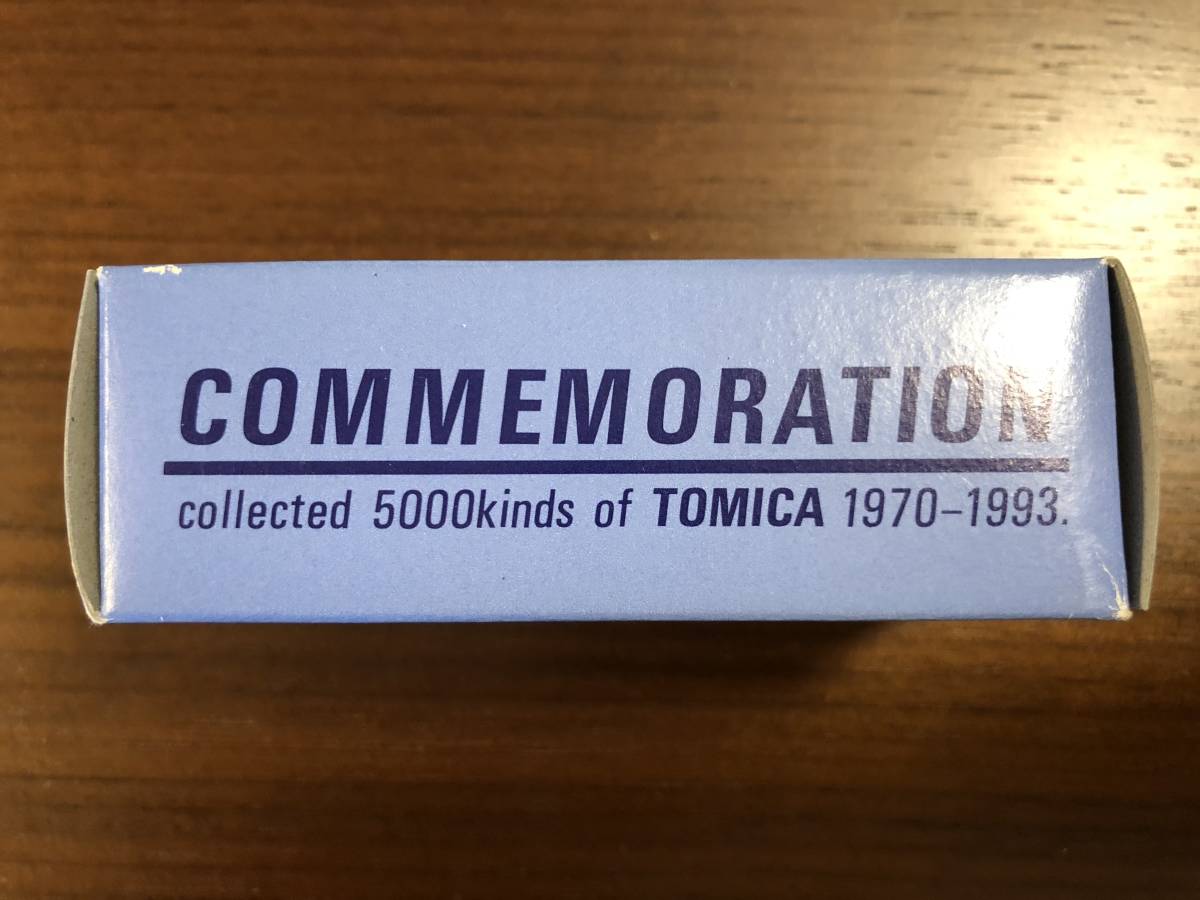 COMMEMORATION
collected 5000kinds of TOMICA 1970–1993.